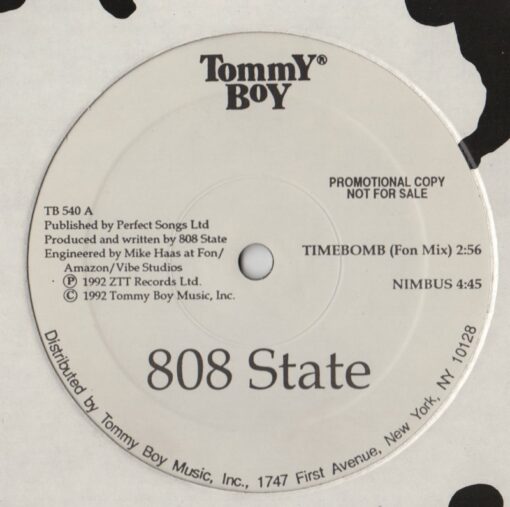 TommY®
BoY
PROMOTIONAL COPY
NOT FOR SALE
TB 540 A
Published by Perfect Songs Ltd
Produced and written by 808 State
Engineered by Mike Haas at Fon/
Amazon/Vibe Studios
Ⓟ 1992 ZTT Records Ltd.
© 1992 Tommy Boy Music, Inc.
TIMEBOMB (Fon Mix) 2:56
NIMBUS 4:45
808 State
Distributed by Tommy Boy Music, Inc., 1747 First Avenue, New York, NY 10128